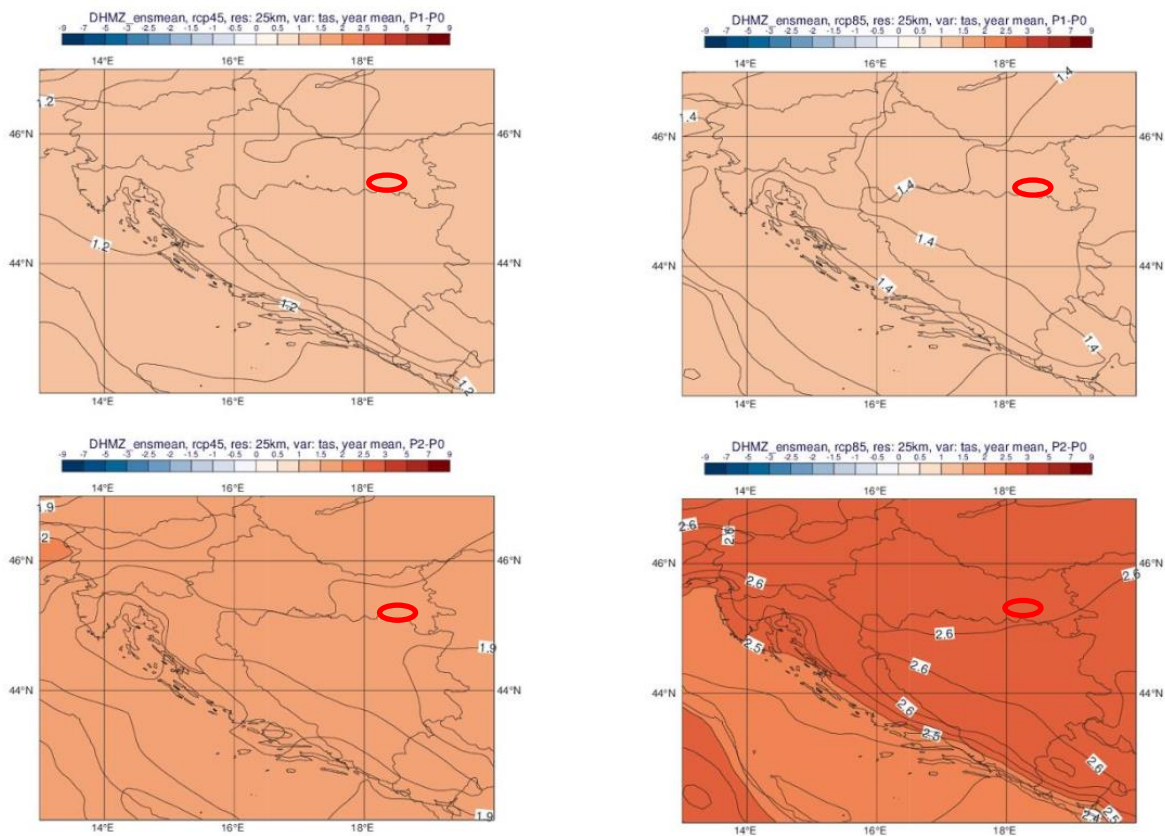 DHMZ_ensmean, rcp45, res: 25km, var: tas, year mean, P1-P0
-9 -7 -5 -3 -2.5 -1.5 -1 -0.5 0 0.5 1 1.5 2 2.5 3 5 7 9
14°E 16°E 18°E
1.2
46°N 46°N
1.2
44°N 44°N
1.2
1.2
14°E 16°E 18°E
DHMZ_ensmean, rcp85, res: 25km, var: tas, year mean, P1-P0
-9 -7 -5 -3 -2.5 -1.5 -1 -0.5 0 0.5 1 1.5 2 2.5 3 5 7 9
14°E 16°E 18°E
1.4
1.4
46°N 46°N
1.4
1.4
44°N 44°N
1.4
1.4
14°E 16°E 18°E
DHMZ_ensmean, rcp45, res: 25km, var: tas, year mean, P2-P0
-9 -7 -5 -3 -2.5 -1.5 -1 -0.5 0 0.5 1 1.5 2 2.5 3 5 7 9
14°E 16°E 18°E
1.9
2
46°N 46°N
1.9
44°N 44°N
1.9
14°E 16°E 18°E
DHMZ_ensmean, rcp85, res: 25km, var: tas, year mean, P2-P0
-9 -7 -5 -3 -2.5 -1.5 -1 -0.5 0 0.5 1 1.5 2 2.5 3 5 7 9
14°E 16°E 18°E
2.6
2.6
46°N 46°N
2.6 2.6
2.6
2.5
2.6
44°N 44°N
2.6
2.5
2.6
2.4
14°E 16°E 18°E